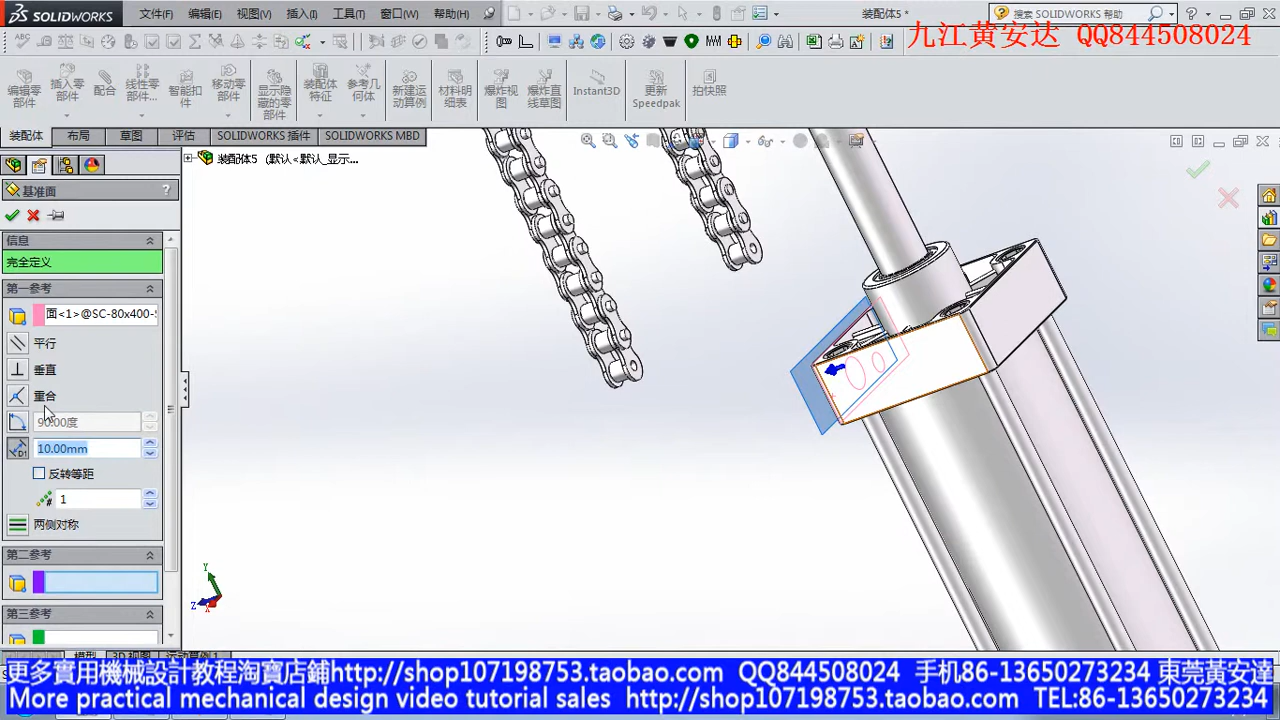 SOLIDWORKS
文件(F) 编辑(E) 视图(V) 插入(I) 工具(T) 窗口(W) 帮助(H)
装配体5 *
搜索 SOLIDWORKS 帮助
九江黄安达 QQ844508024
编辑零部件
插入零部件
配合
线性零部件...
智能扣件
移动零部件
显示隐藏的零部件
装配体特征
参考几何体
新建运动算例
材料明细表
爆炸视图
爆炸直线草图
Instant3D
更新Speedpak
拍快照
装配体 布局 草图 评估 SOLIDWORKS 插件 SOLIDWORKS MBD
装配体5 (默认<默认_显示...
基准面
?
信息
完全定义
第一参考
面<1>@SC-80x400-
平行
垂直
重合
90.00度
10.00mm
反转等距
1
两侧对称
第二参考
第三参考
Y
Z
X
模型 3D 视图 运动算例1
更多實用機械設計教程淘寶店鋪http://shop107198753.taobao.com QQ844508024 手机86-13650273234 東莞黃安達
More practical mechanical design video tutorial sales http://shop107198753.taobao.com TEL:86-13650273234